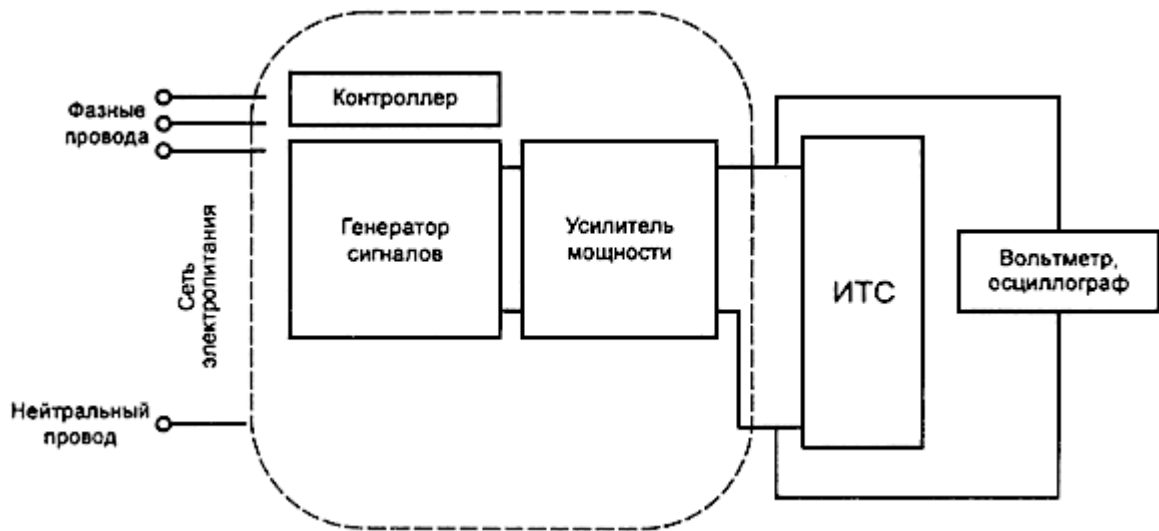 Контроллер
Фазные
провода
Генератор
сигналов
Усилитель
мощности
ИТС
Вольтметр,
осциллограф
Сеть
электропитания
Нейтральный
провод